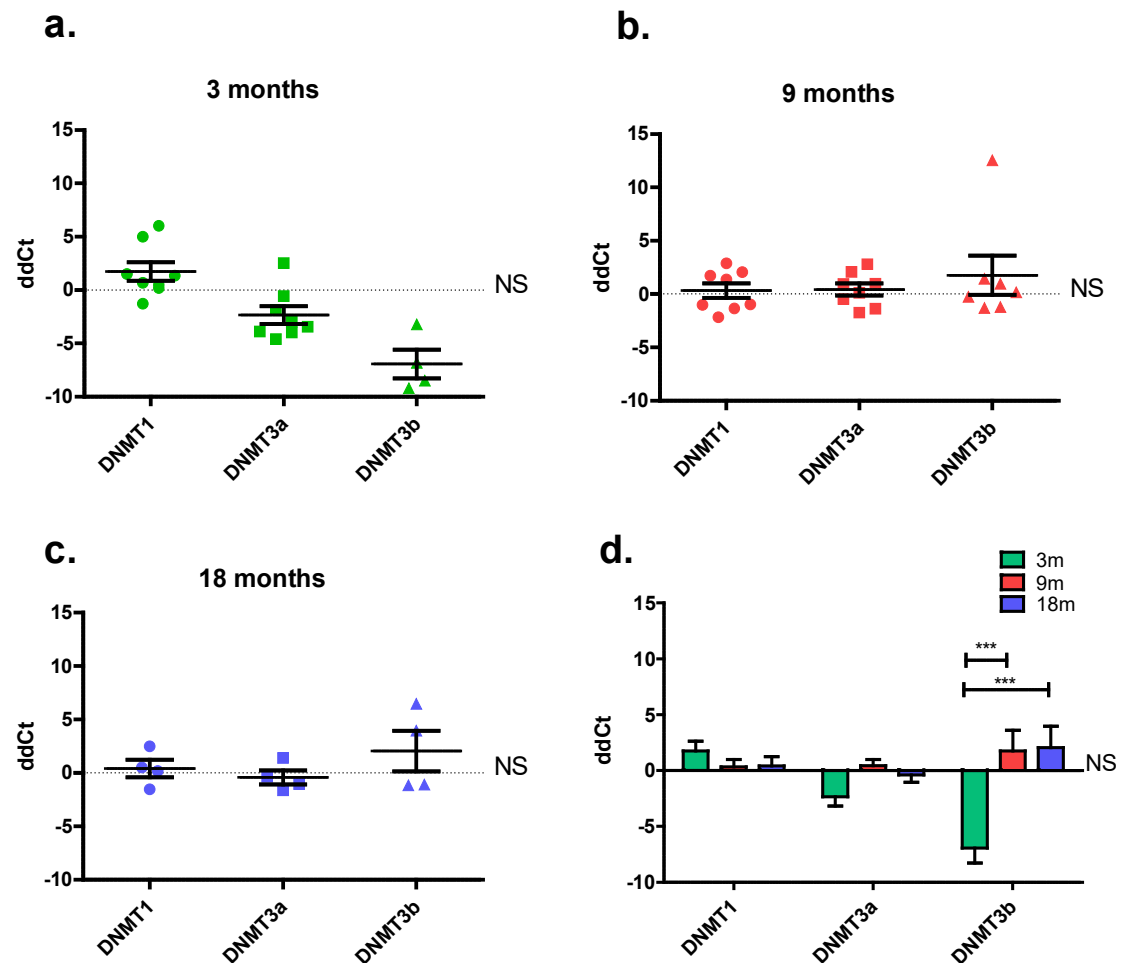 a.
3 months
15
10
5
0
-5
-10
ddCt
NS
DNMT1
DNMT3a
DNMT3b
b.
9 months
15
10
5
0
-5
-10
ddCt
NS
DNMT1
DNMT3a
DNMT3b
c.
18 months
15
10
5
0
-5
-10
ddCt
NS
DNMT1
DNMT3a
DNMT3b
d.
3m
9m
18m
15
10
5
0
-5
-10
ddCt
***
***
NS
DNMT1
DNMT3a
DNMT3b